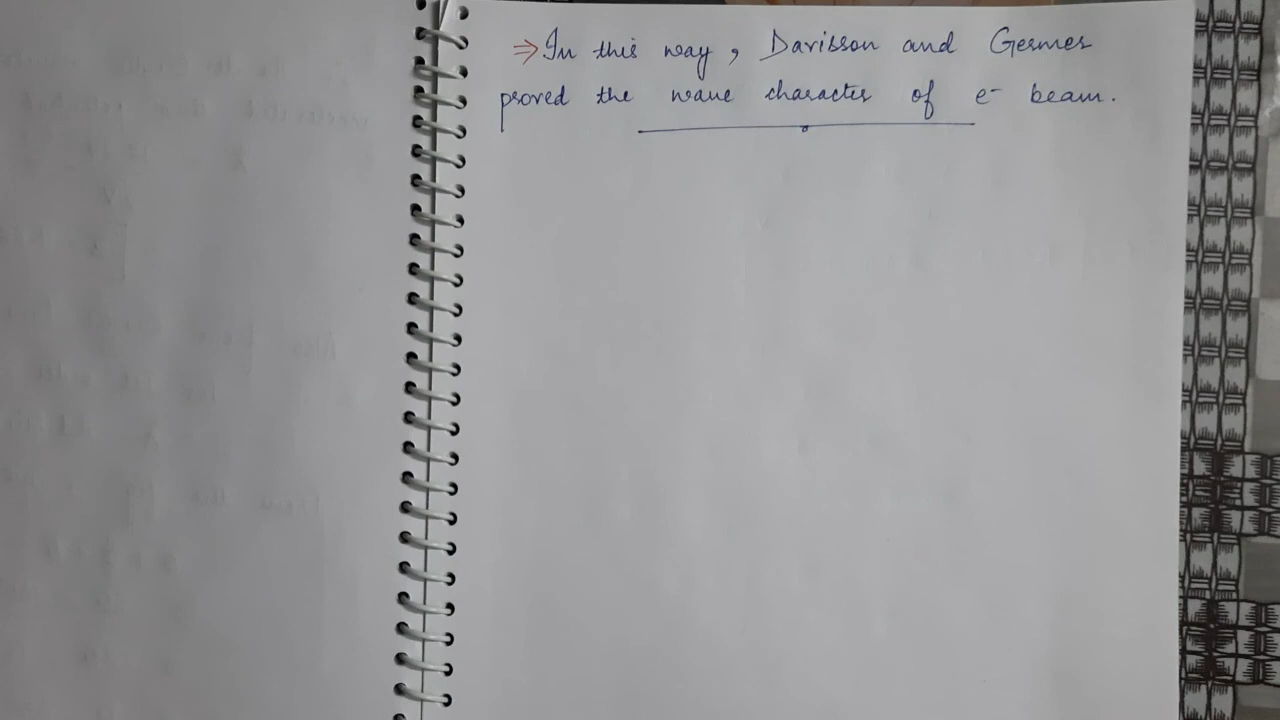 ⇒ In this way, Davisson and Germer
proved the wave character of e⁻ beam.